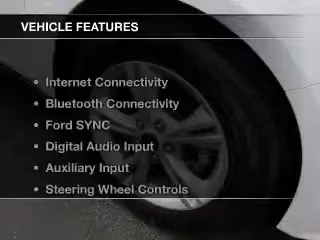 VEHICLE FEATURES
• Internet Connectivity
• Bluetooth Connectivity
• Ford SYNC
• Digital Audio Input
• Auxiliary Input
• Steering Wheel Controls